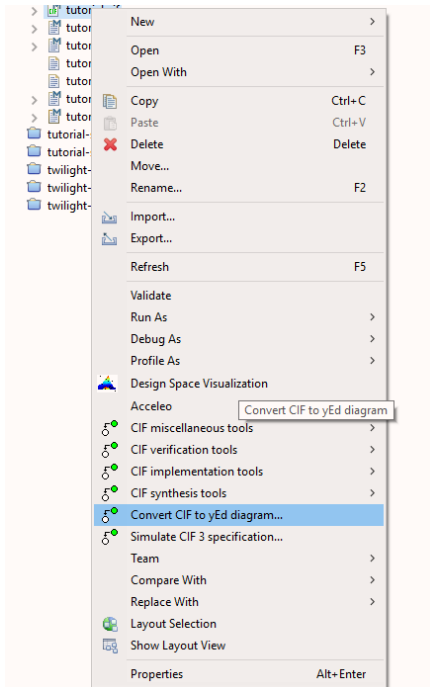 New
Open F3
Open With
Copy Ctrl+C
Paste Ctrl+V
Delete Delete
Move...
Rename... F2
Import...
Export...
Refresh F5
Validate
Run As
Debug As
Profile As
Design Space Visualization
Acceleo
Convert CIF to yEd diagram
CIF miscellaneous tools
CIF verification tools
CIF implementation tools
CIF synthesis tools
Convert CIF to yEd diagram...
Simulate CIF 3 specification...
Team
Compare With
Replace With
Layout Selection
Show Layout View
Properties Alt+Enter